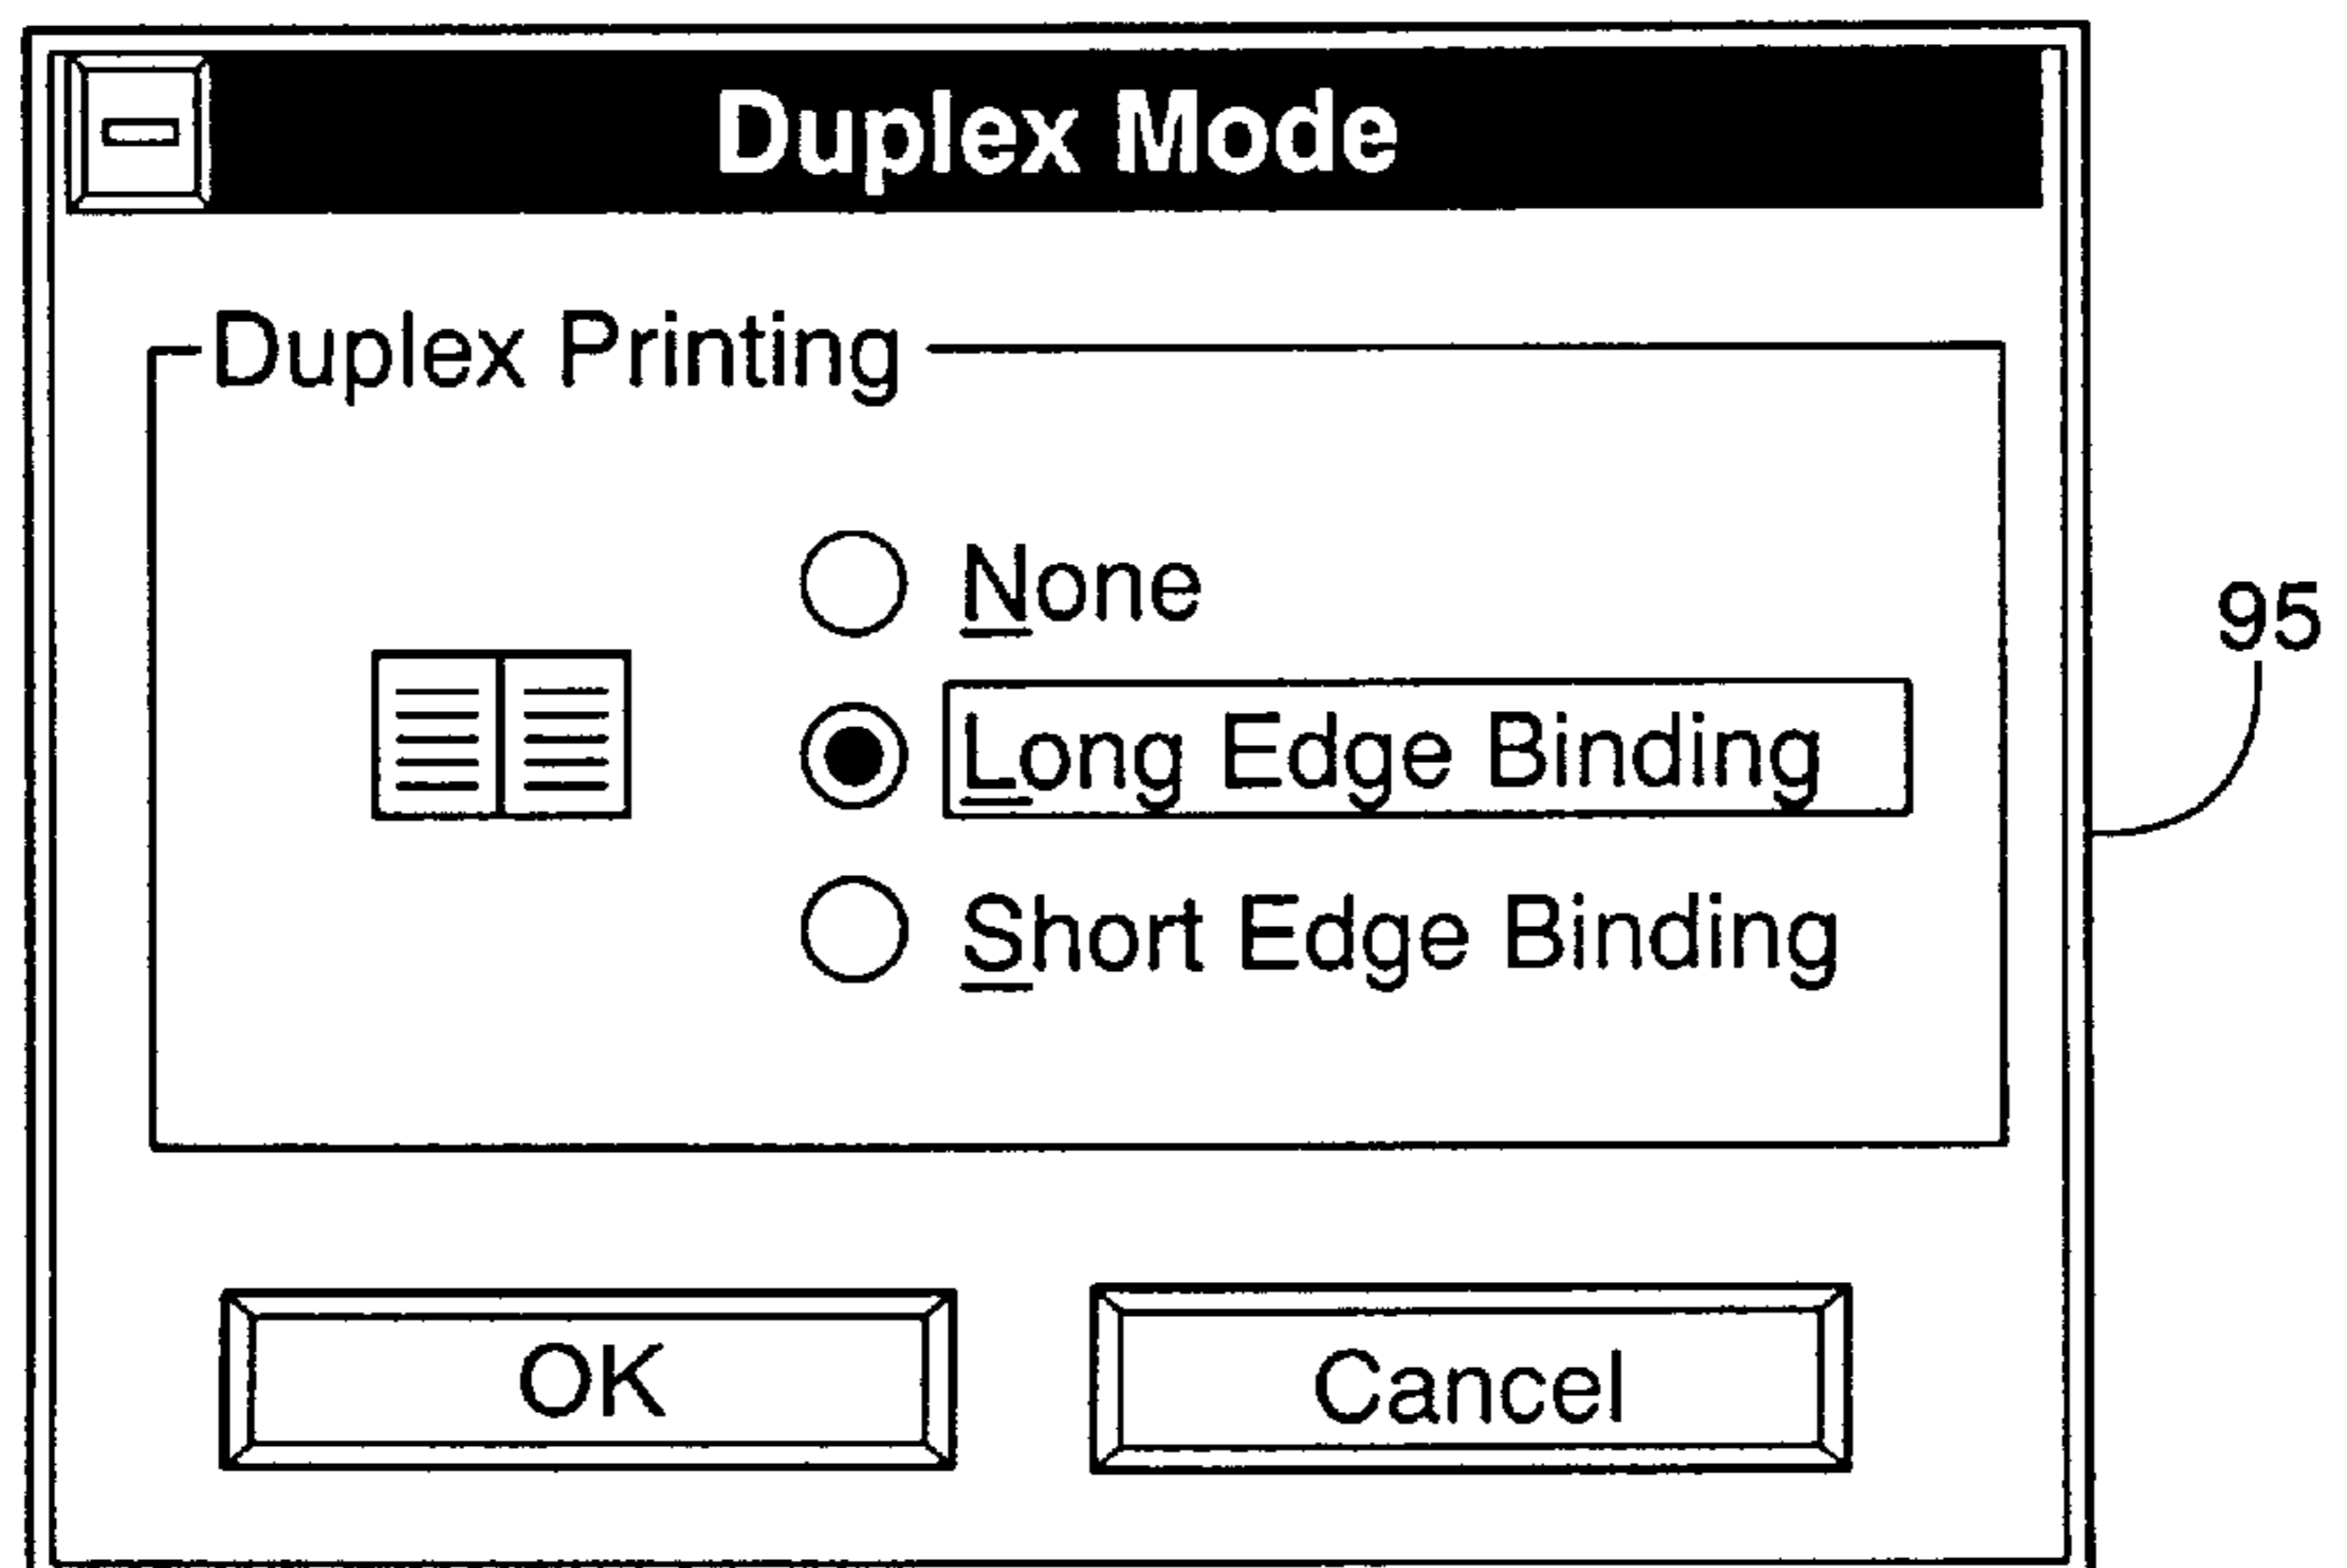 Duplex Mode
Duplex Printing
None
Long Edge Binding
Short Edge Binding
95
OK
Cancel